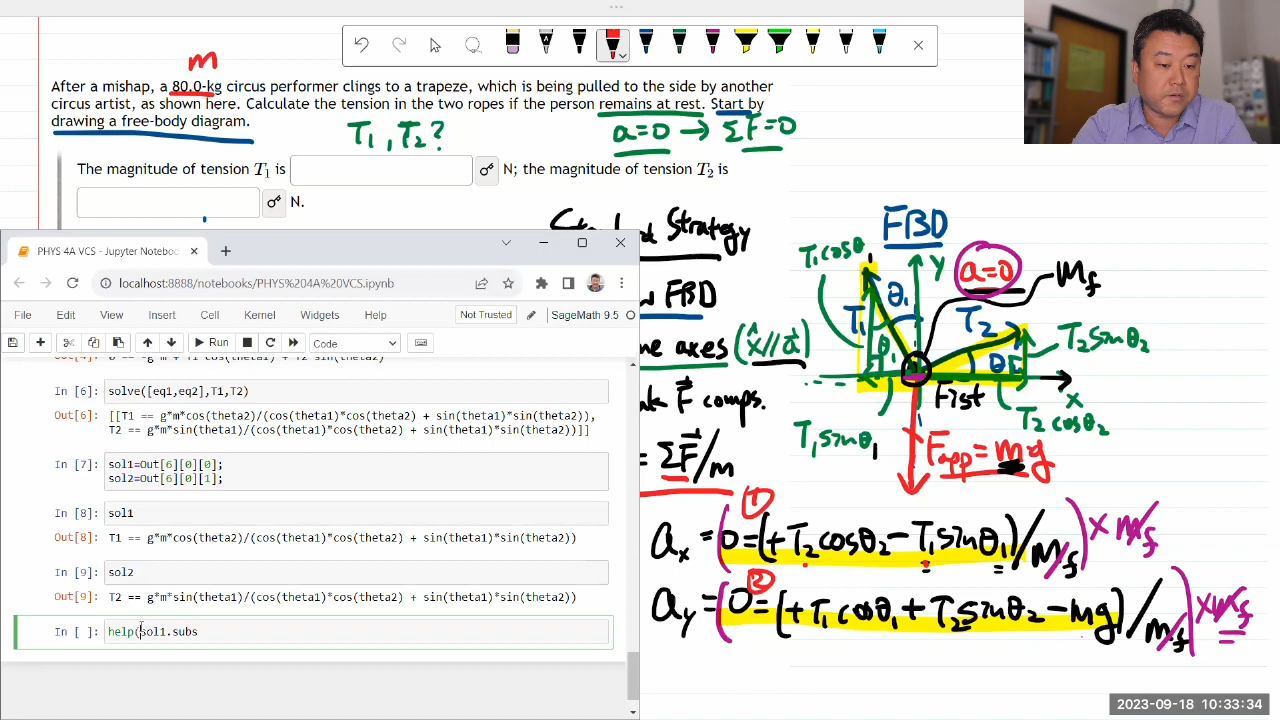 m
After a mishap, a 80.0-kg circus performer clings to a trapeze, which is being pulled to the side by another
circus artist, as shown here. Calculate the tension in the two ropes if the person remains at rest. Start by
drawing a free-body diagram.
T1, T2?
a=0 → ΣF=0
The magnitude of tension T1 is
N; the magnitude of tension T2 is
N.
PHYS 4A VCS - Jupyter Noteboo
localhost:8888/notebooks/
%20VCS.ipynb
File Edit
Cell Kernel Widgets Help
Not Trusted
SageMath 9.5
Run
Code
In [6]: solve([eq1,eq2],T1,T2)
Out[6]: [[T1 == g*m*cos(theta2)/(cos(theta1)*cos(theta2) + sin(theta1)*sin(theta2)),
T2 == g*m*sin(theta1)/(cos(theta1)*cos(theta2) + sin(theta1)*sin(theta2))]]
In [7]: sol1=Out[6][0][0];
sol2=Out[6][0][1];
In [8]: sol1
Out[8]: T1 == g*m*cos(theta2)/(cos(theta1)*cos(theta2) + sin(theta1)*sin(theta2))
In [9]: sol2
Out[9]: T2 == g*m*sin(theta1)/(cos(theta1)*cos(theta2) + sin(theta1)*sin(theta2))
In [ ]: help(sol1.subs
Strategy
FBD
axes (x̂//a⃗)
F⃗ comps.
= ΣF⃗/m
FBD
T1cosθ1
y
a=0
Mf
θ1
T1
T2
T2sinθ2
θ1
θ2
x
Fist
T1sinθ1
T2cosθ2
Fapp=mg
①
ax = (0=(+T2cosθ2-T1sinθ1)/Mf) × Mf
②
ay = (0=(+T1cosθ1+T2sinθ2-mg)/Mf) × Mf
2023-09-18 10:33:34